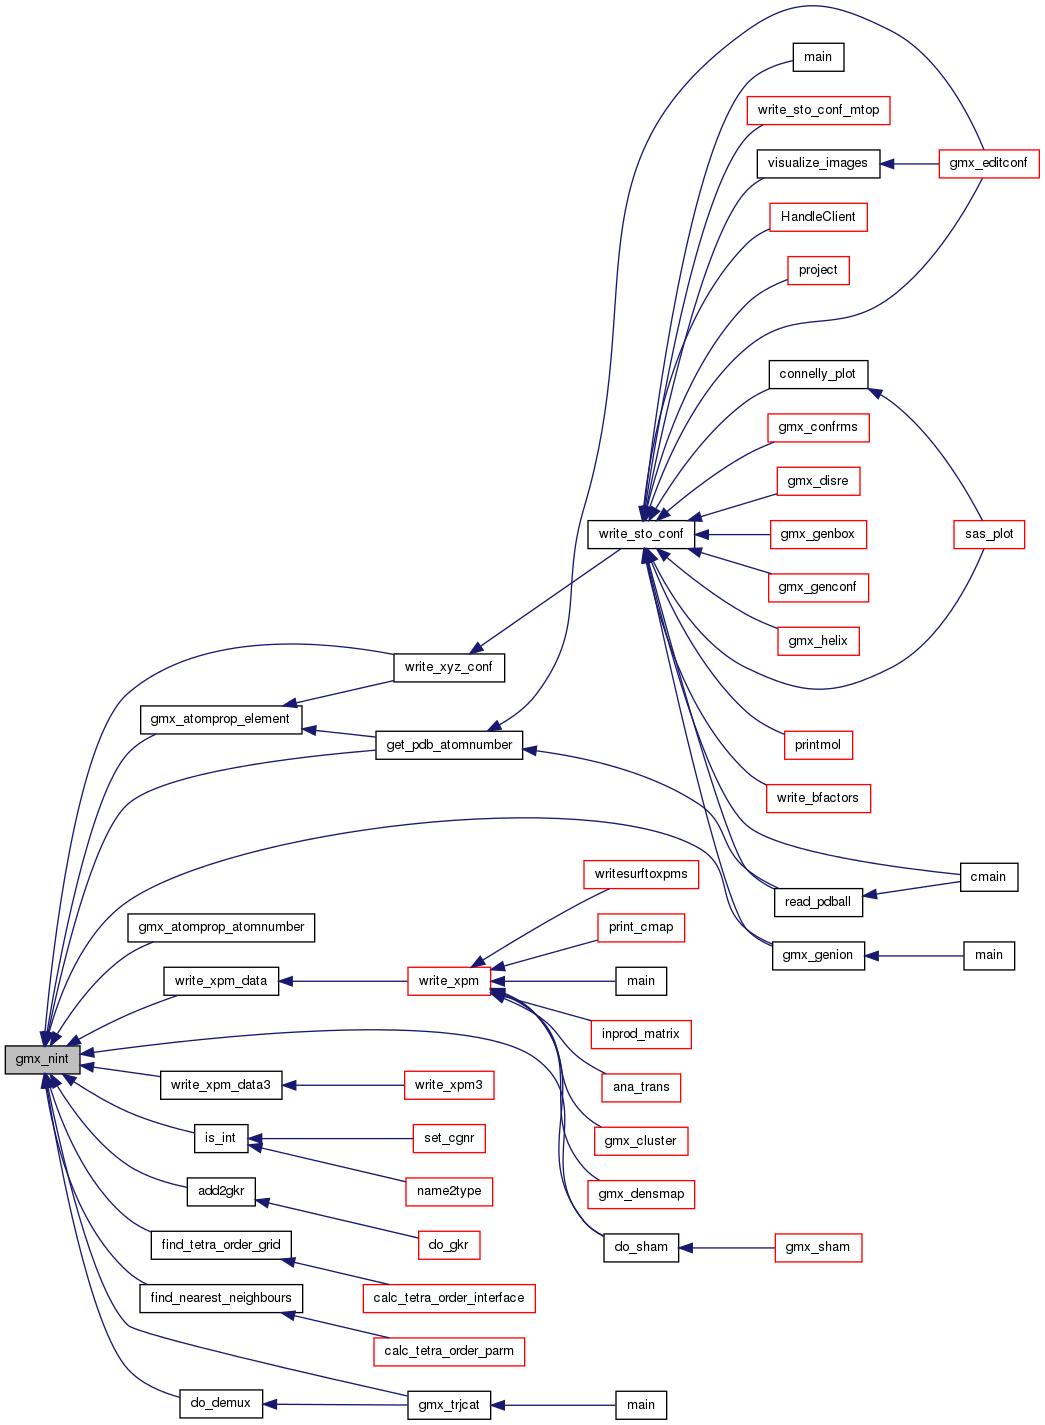 main
write_sto_conf_mtop
visualize_images
gmx_editconf
HandleClient
project
connelly_plot
gmx_confrms
gmx_disre
write_sto_conf
gmx_genbox
sas_plot
gmx_genconf
gmx_helix
write_xyz_conf
gmx_atomprop_element
get_pdb_atomnumber
printmol
write_bfactors
writesurftoxpms
cmain
read_pdball
gmx_atomprop_atomnumber
print_cmap
gmx_genion
main
write_xpm_data
write_xpm
main
inprod_matrix
gmx_nint
write_xpm_data3
write_xpm3
ana_trans
is_int
set_cgnr
gmx_cluster
add2gkr
name2type
gmx_densmap
find_tetra_order_grid
do_gkr
do_sham
gmx_sham
find_nearest_neighbours
calc_tetra_order_interface
calc_tetra_order_parm
do_demux
gmx_trjcat
main